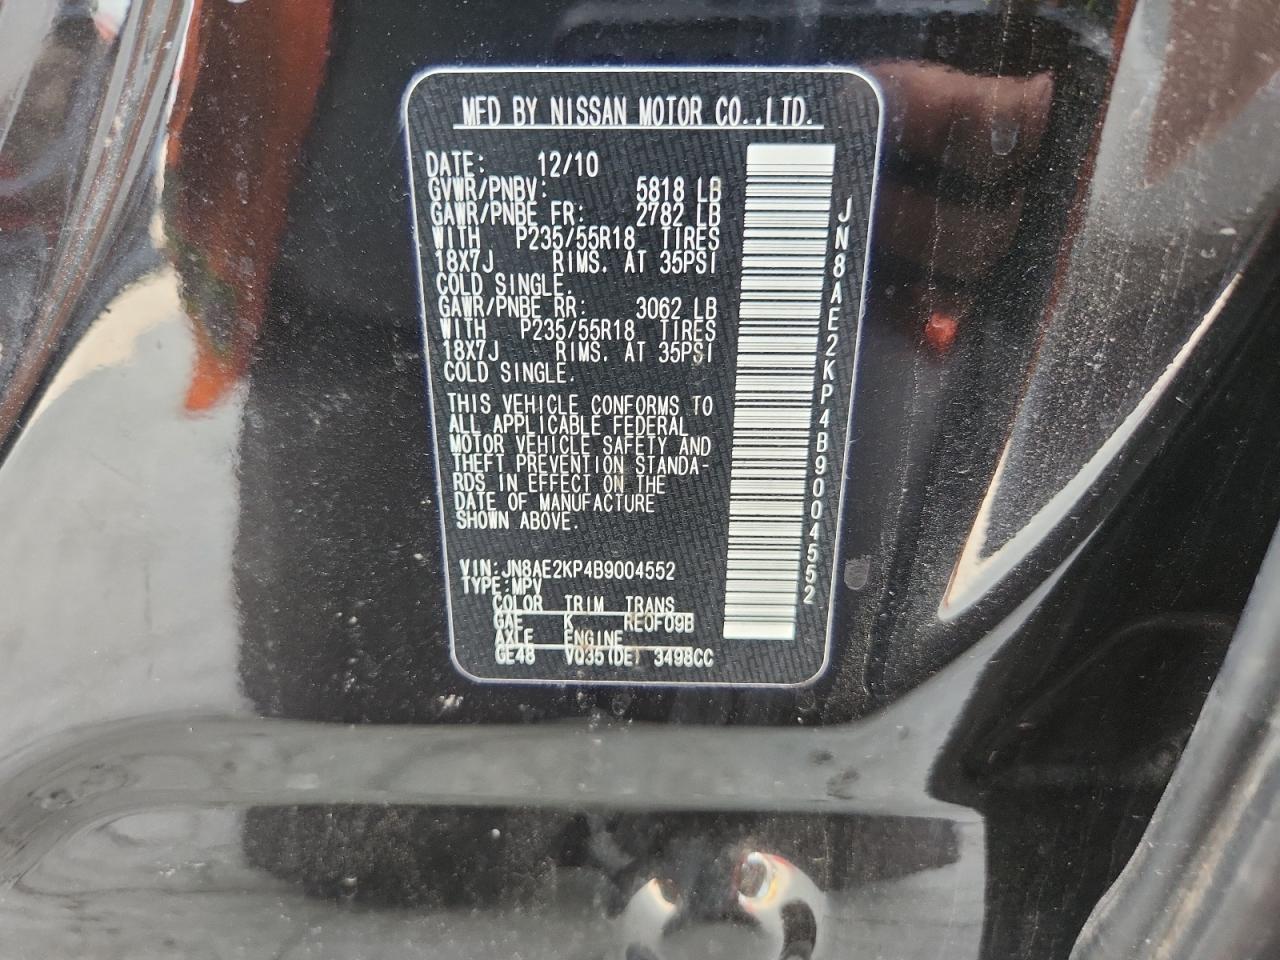 MFD BY NISSAN MOTOR CO.,LTD.
DATE: 12/10
GVWR/PNBV: 5818 LB
GAWR/PNBE FR: 2782 LB
WITH P235/55R18 TIRES
18X7J RIMS. AT 35PSI
COLD SINGLE.
GAWR/PNBE RR: 3062 LB
WITH P235/55R18 TIRES
18X7J RIMS. AT 35PSI
COLD SINGLE.
THIS VEHICLE CONFORMS TO
ALL APPLICABLE FEDERAL
MOTOR VEHICLE SAFETY AND
THEFT PREVENTION STANDA-
RDS IN EFFECT ON THE
DATE OF MANUFACTURE
SHOWN ABOVE.
VIN:JN8AE2KP4B9004552
TYPE:MPV
COLOR TRIM TRANS
GAE K RE0F09B
AXLE ENGINE
GE48 VQ35(DE) 3498CC
JN8AE2KP4B9004552